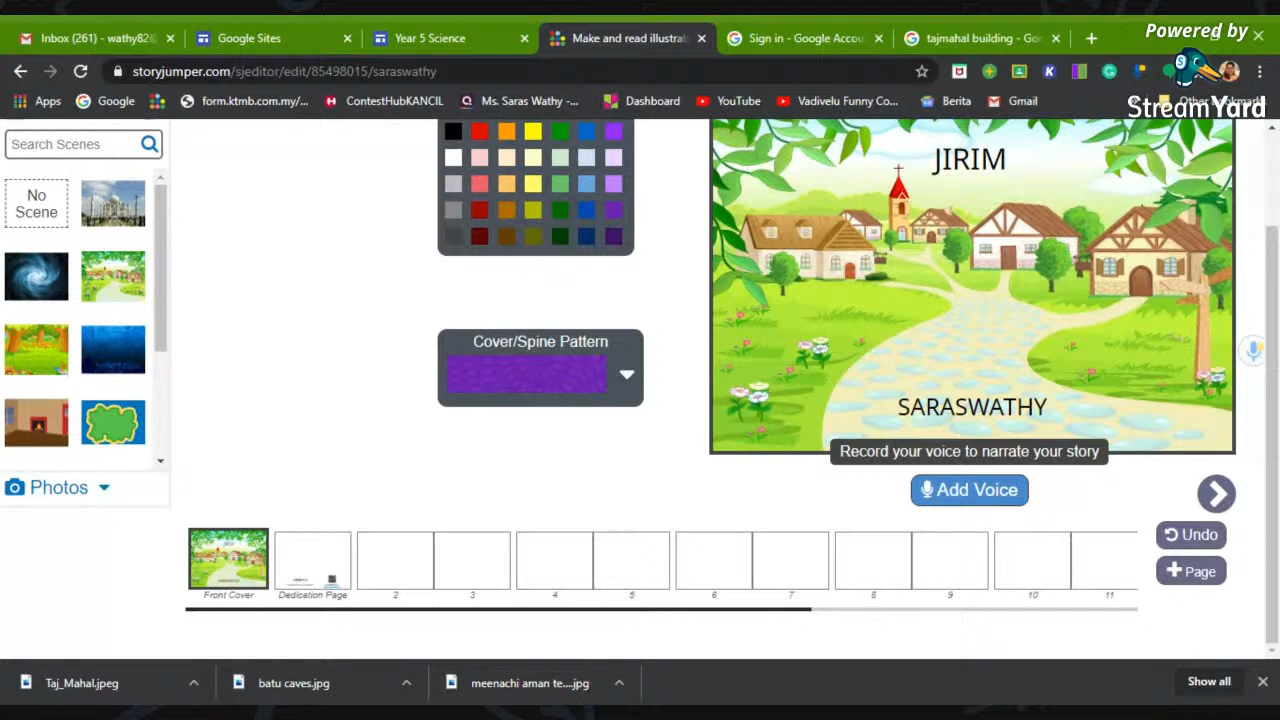 Powered by
StreamYard
Inbox (261) - wathy826
Google Sites
Year 5 Science
Make and read illustrat
Sign in - Google Accou
tajmahal building - Go
storyjumper.com/sjeditor/edit/85498015/saraswathy
Apps
Google
form.ktmb.com.my/...
ContestHubKANCIL
Ms. Saras Wathy -...
Dashboard
YouTube
Vadivelu Funny Co...
Berita
Gmail
Search Scenes
No
Scene
Photos
Cover/Spine Pattern
JIRIM
SARASWATHY
Record your voice to narrate your story
Add Voice
Undo
Page
Front Cover
Dedication Page
2
3
4
5
6
7
8
9
10
11
Taj_Mahal.jpeg
batu caves.jpg
meenachi aman te....jpg
Show all